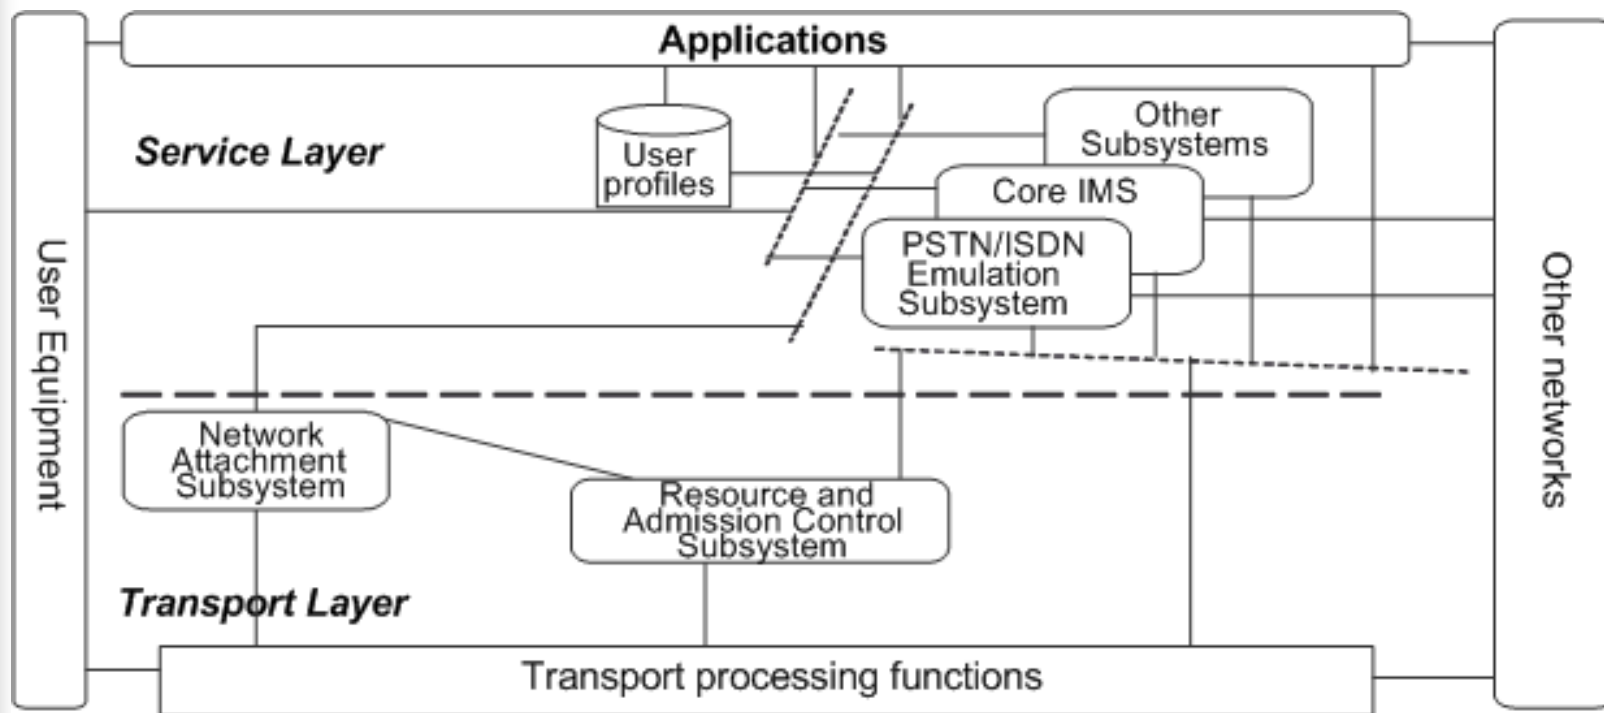 Applications
Other
Subsystems
Service Layer
User
profiles
Core IMS
PSTN/ISDN
Emulation
Subsystem
User Equipment
Other networks
Network
Attachment
Subsystem
Resource and
Admission Control
Subsystem
Transport Layer
Transport processing functions